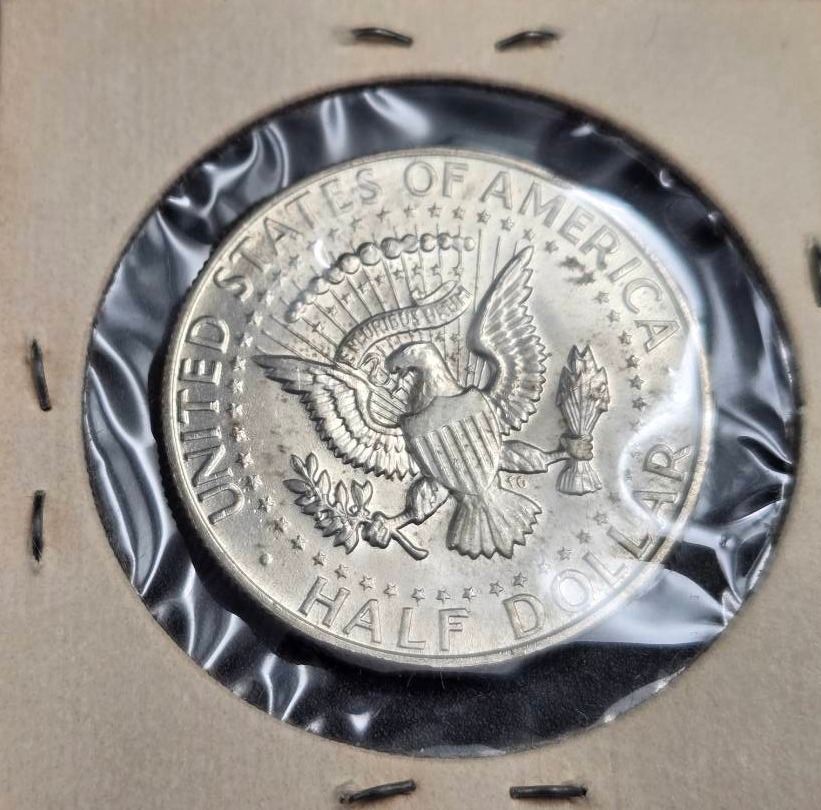 UNITED STATES OF AMERICA
E PLURIBUS UNUM
HALF DOLLAR